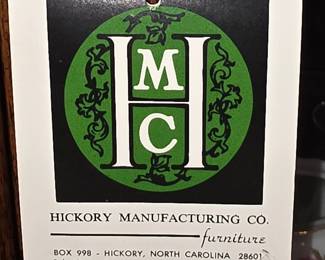 H
M
C
HICKORY MANUFACTURING CO.
furniture
BOX 998 - HICKORY, NORTH CAROLINA 28601